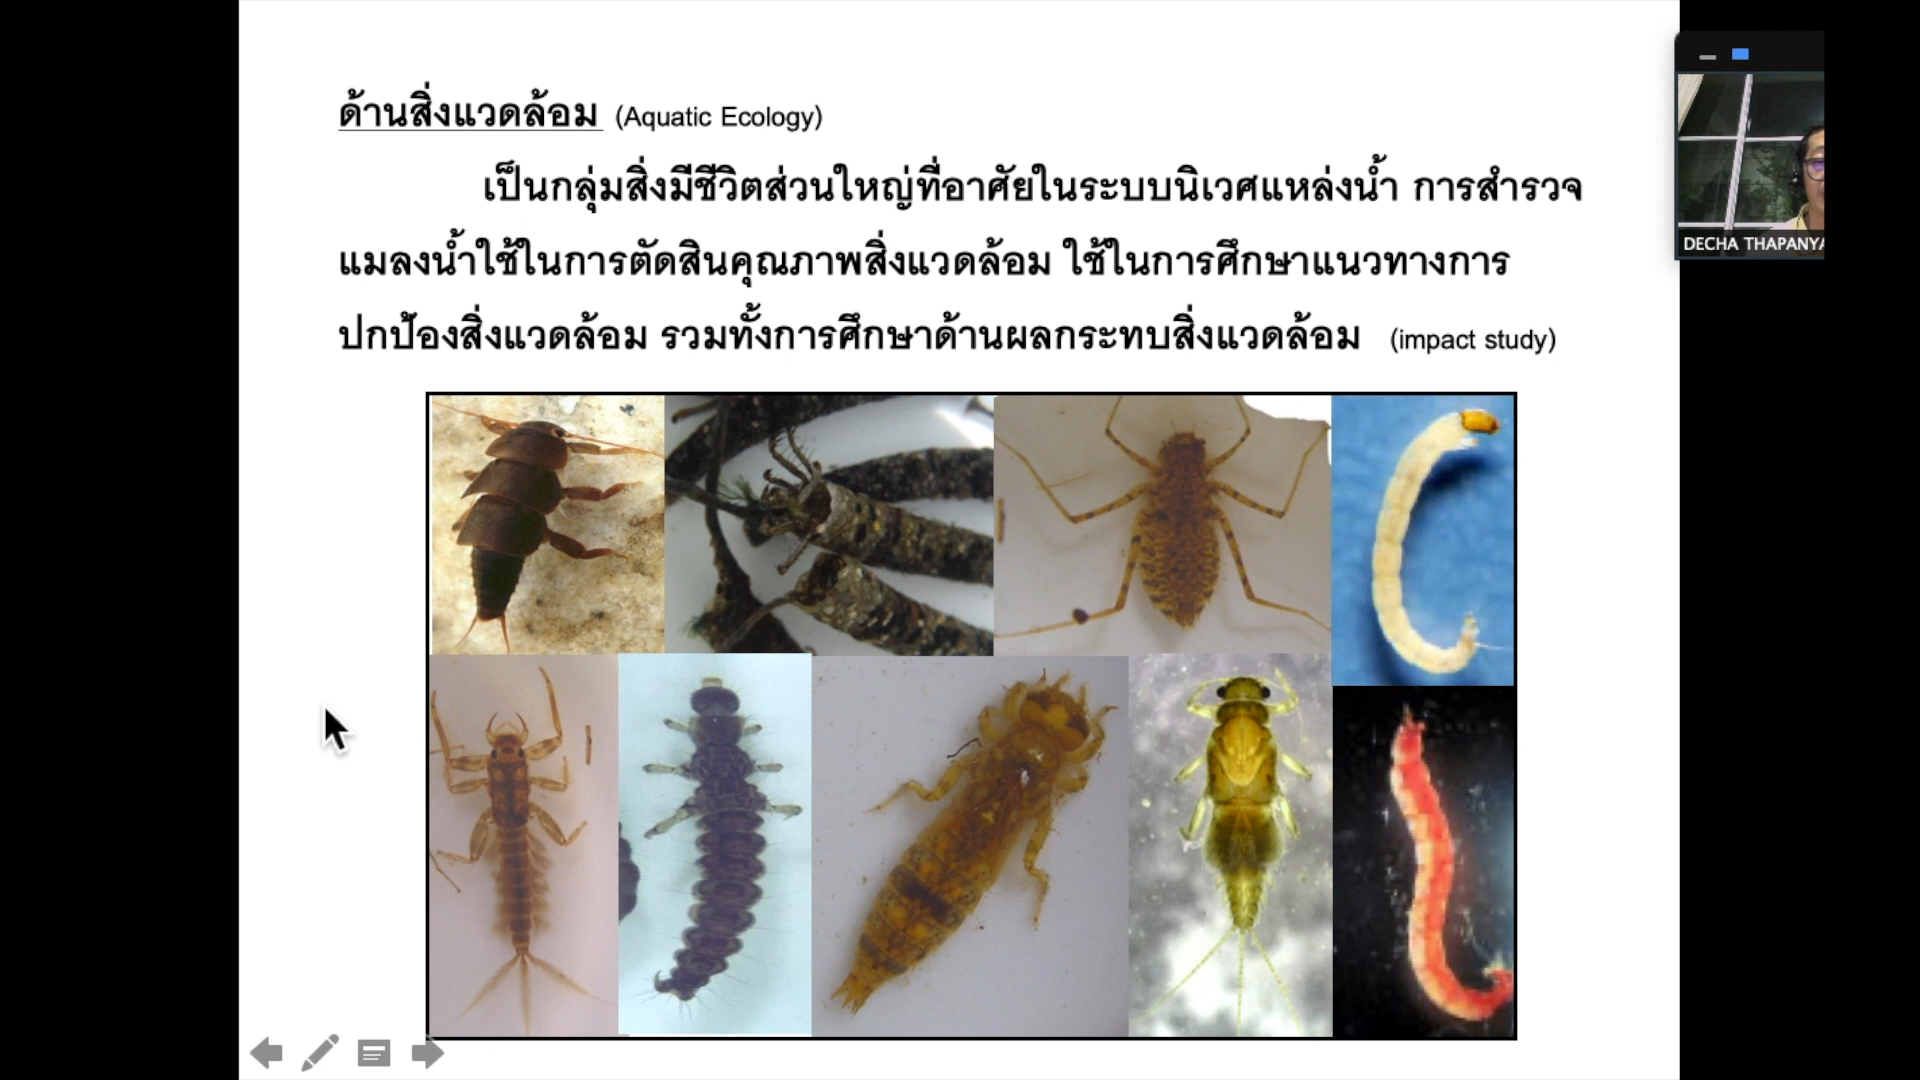 ด้านสิ่งแวดล้อม (Aquatic Ecology)
เป็นกลุ่มสิ่งมีชีวิตส่วนใหญ่ที่อาศัยในระบบนิเวศแหล่งน้ำ การสำรวจ
แมลงน้ำใช้ในการตัดสินคุณภาพสิ่งแวดล้อม ใช้ในการศึกษาแนวทางการ
ปกป้องสิ่งแวดล้อม รวมทั้งการศึกษาด้านผลกระทบสิ่งแวดล้อม (impact study)
DECHA THAPANYA